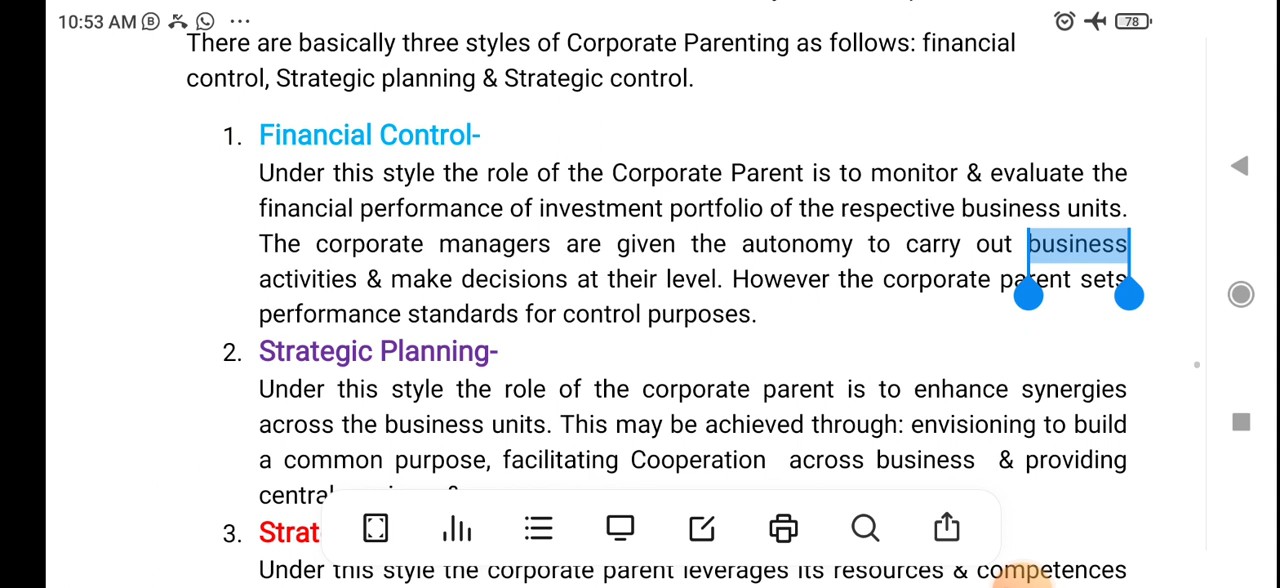 10:53 AM
78
There are basically three styles of Corporate Parenting as follows: financial
control, Strategic planning & Strategic control.
1. Financial Control-
Under this style the role of the Corporate Parent is to monitor & evaluate the
financial performance of investment portfolio of the respective business units.
The corporate managers are given the autonomy to carry out business
activities & make decisions at their level. However the corporate parent sets
performance standards for control purposes.
2. Strategic Planning-
Under this style the role of the corporate parent is to enhance synergies
across the business units. This may be achieved through: envisioning to build
a common purpose, facilitating Cooperation across business & providing
central
3. Strat
Under this style the corporate parent leverages its resources & competences